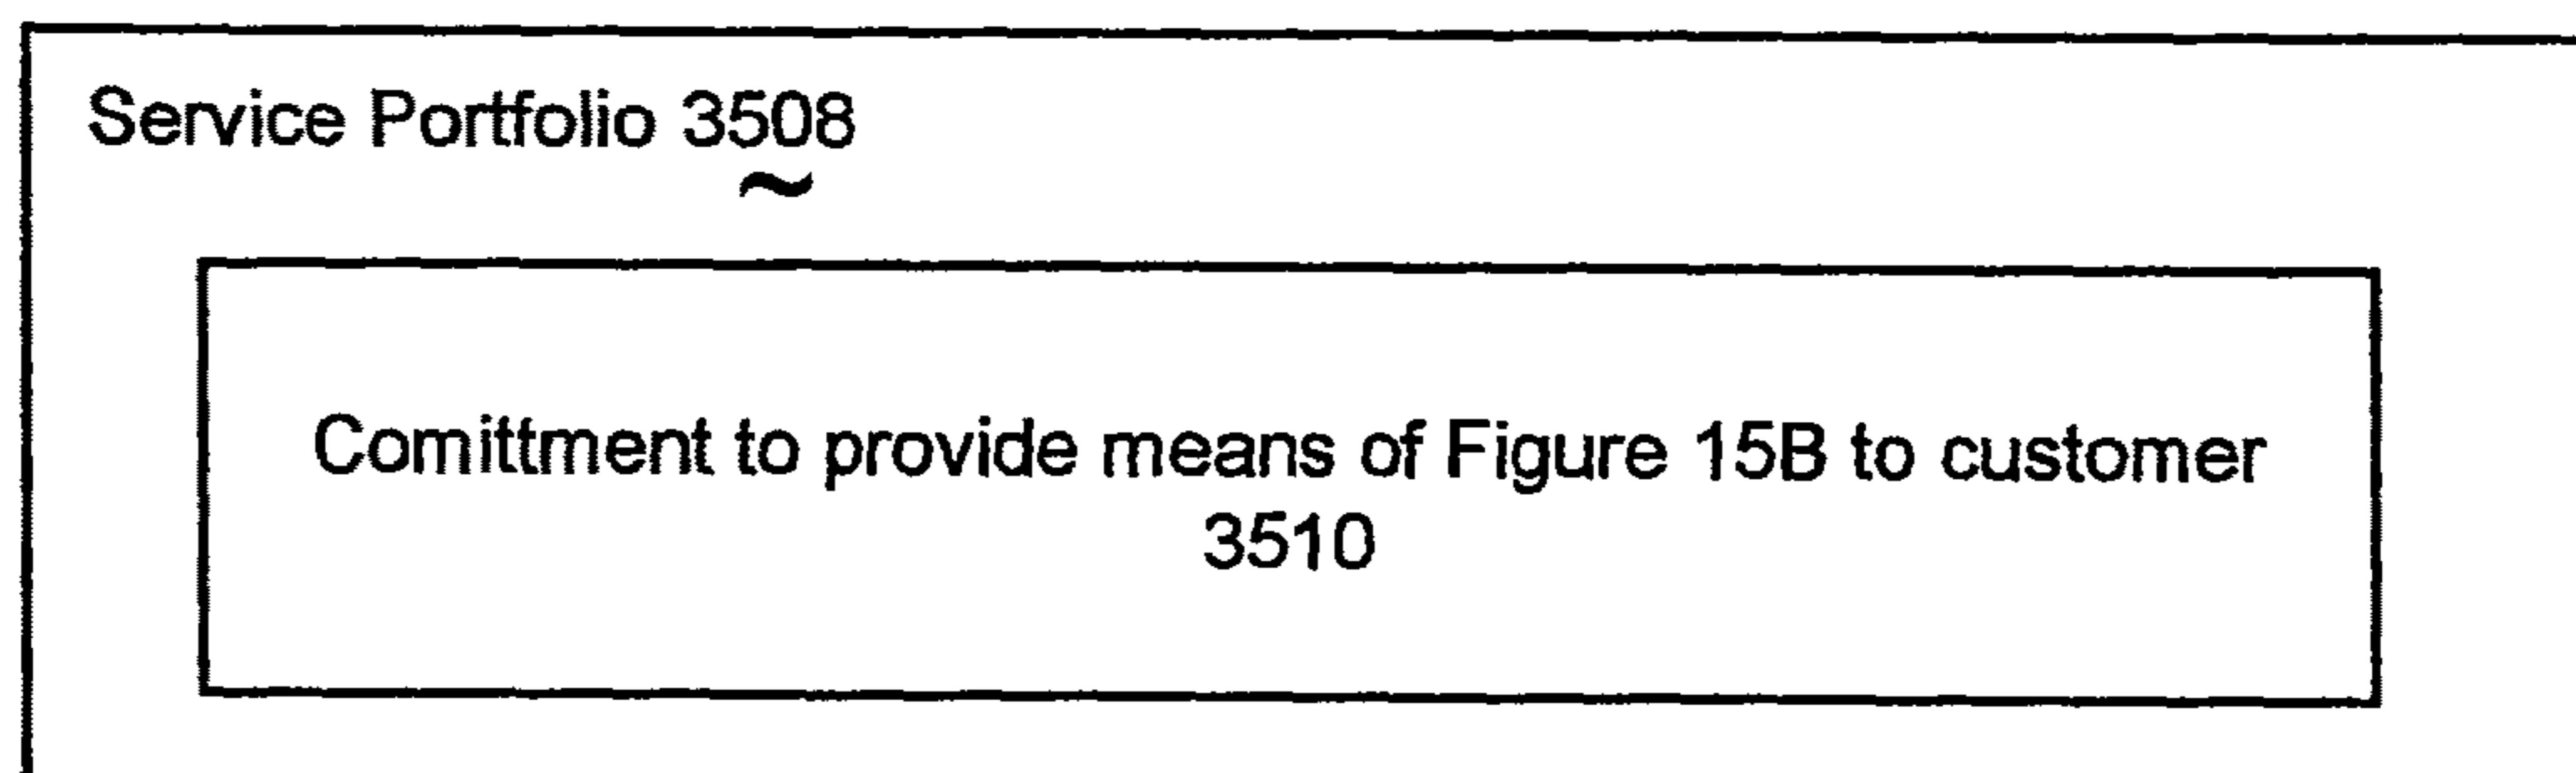 Service Portfolio 3508
~
Comittment to provide means of Figure 15B to customer
3510